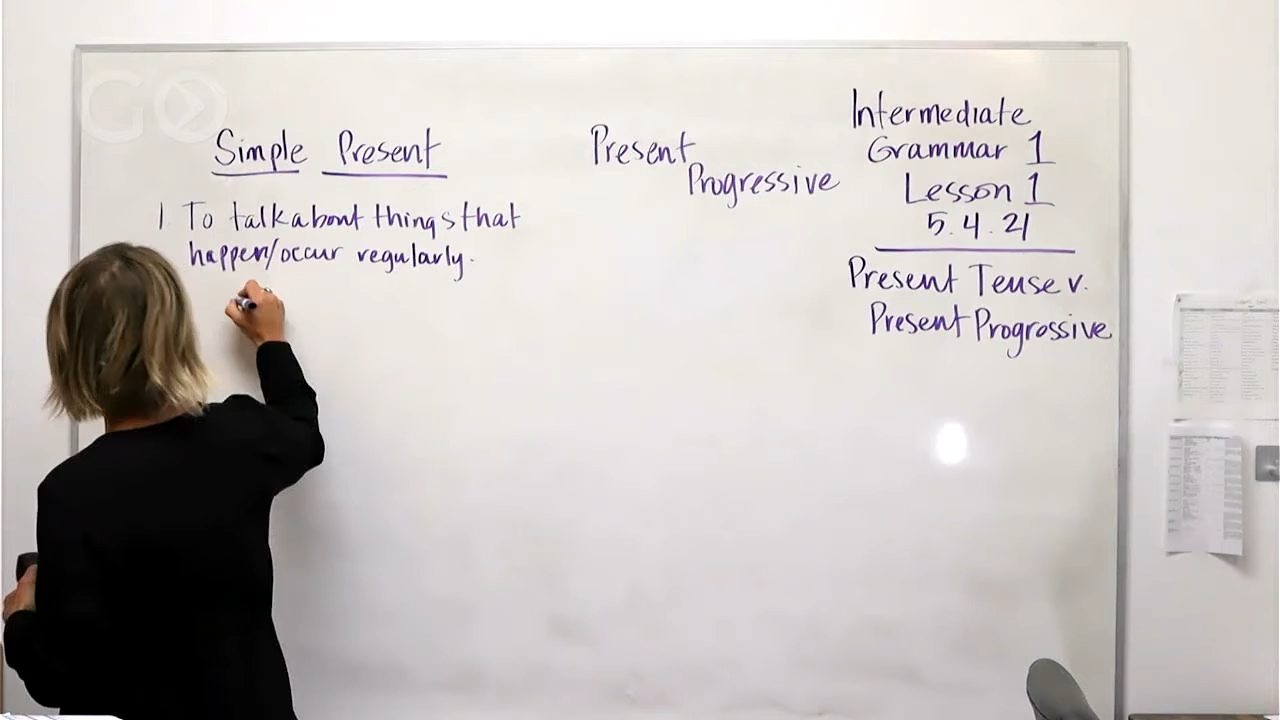 GO
Simple Present
1 To talk about things that
happen/occur regularly.
Present
Progressive
Intermediate
Grammar 1
Lesson 1
5.4.21
Present Tense v.
Present Progressive